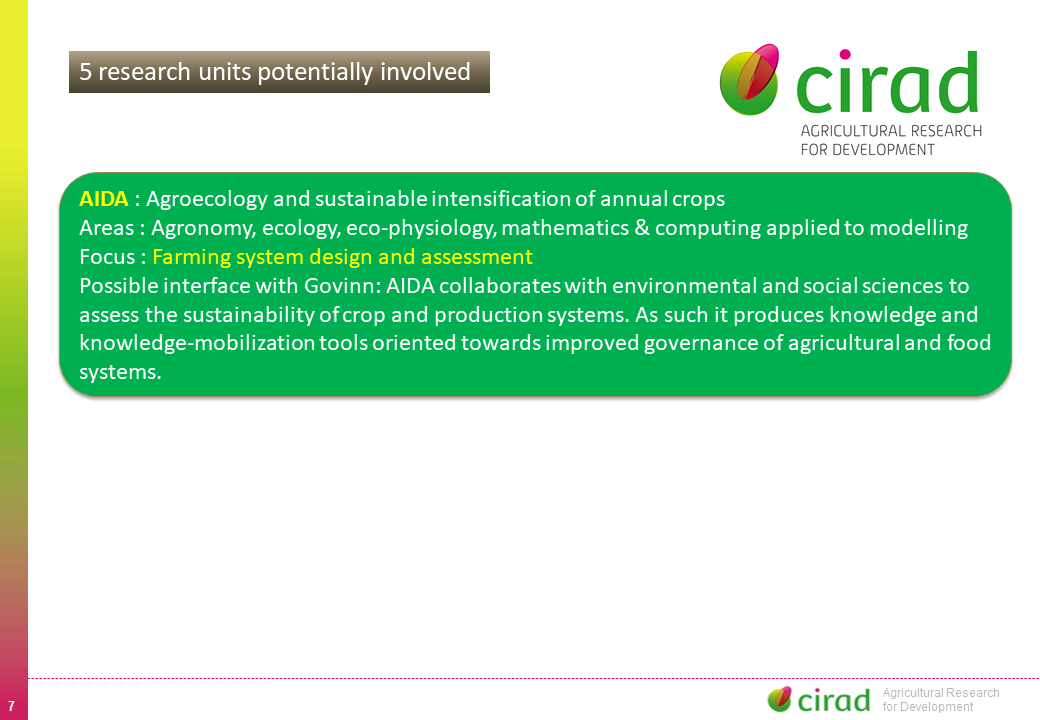 5 research units potentially involved
cirad
AGRICULTURAL RESEARCH
FOR DEVELOPMENT
AIDA : Agroecology and sustainable intensification of annual crops
Areas : Agronomy, ecology, eco-physiology, mathematics & computing applied to modelling
Focus : Farming system design and assessment
Possible interface with Govinn: AIDA collaborates with environmental and social sciences to
assess the sustainability of crop and production systems. As such it produces knowledge and
knowledge-mobilization tools oriented towards improved governance of agricultural and food
systems.
7
cirad
Agricultural Research
for Development